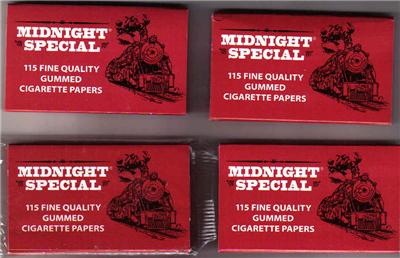 MIDNIGHT
SPECIAL
115 FINE QUALITY
GUMMED
CIGARETTE PAPERS
MIDNIGHT
SPECIAL
115 FINE QUALITY
GUMMED
CIGARETTE PAPERS
MIDNIGHT
SPECIAL
115 FINE QUALITY
GUMMED
CIGARETTE PAPERS
MIDNIGHT
SPECIAL
115 FINE QUALITY
GUMMED
CIGARETTE PAPERS